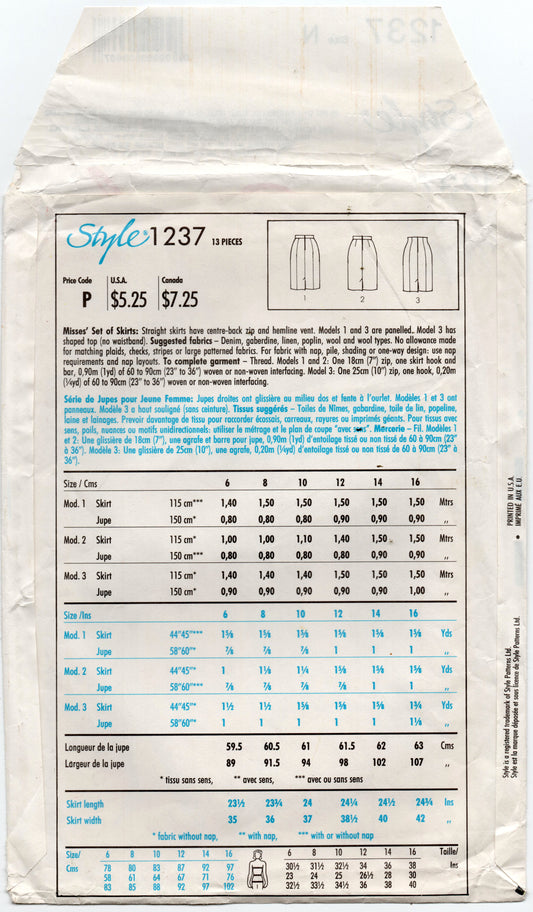 Style® 1237 13 PIECES
Price Code U.S.A. Canada
P $5.25 $7.25
1 2 3
Misses' Set of Skirts: Straight skirts have centre-back zip and hemline vent. Models 1 and 3 are panelled. Model 3 has
shaped top (no waistband). Suggested fabrics – Denim, gaberdine, linen, poplin, wool and wool types. No allowance made
for matching plaids, checks, stripes or large patterned fabrics. For fabric with nap, pile, shading or one-way design: use nap
requirements and nap layouts. To complete garment – Thread. Models 1 and 2: One 18cm (7") zip, one skirt hook and
bar, 0,90m (1yd) of 60 to 90cm (23" to 36") woven or non-woven interfacing. Model 3: One 25cm (10") zip, one hook, 0,20m
(¼yd) of 60 to 90cm (23" to 36") woven or non-woven interfacing.
Série de Jupes pour Jeune Femme: Jupes droites ont glissière au milieu dos et fente à l'ourlet. Modèles 1 et 3 ont
panneaux. Modèle 3 a haut souligné (sans ceinture). Tissus suggérés – Toiles de Nîmes, gabardine, toile de lin, popeline,
laine et lainages. Prevoir davantage de tissu pour raccorder écossais, carreaux, rayures ou imprimés géants. Pour tissus avec
sens, poils, nuances ou motifs unidirectionnels: utiliser le métrage et le plan de coupe "avec sens". Mercerie – Fil. Modèles 1
et 2: Une glissière de 18cm (7"), une agrafe et barre pour jupe, 0,90m (1yd) d'entoilage tissé ou non tissé de 60 à 90cm (23"
à 36"). Modèle 3: Une glissière de 25cm (10"), une agrafe, 0,20m (¼yd) d'entoilage tissé ou non tissé de 60 à 90cm (23" à
36").
Size / Cms 6 8 10 12 14 16
Mod. 1 Skirt 115 cm*** 1,40 1,50 1,50 1,50 1,50 1,50 Mtrs
Jupe 150 cm* 0,80 0,80 0,80 0,90 0,90 0,90 ,,
Mod. 2 Skirt 115 cm* 1,00 1,00 1,10 1,40 1,50 1,50 Mtrs
Jupe 150 cm*** 0,80 0,80 0,80 0,80 0,90 0,90 ,,
Mod. 3 Skirt 115 cm* 1,40 1,40 1,40 1,50 1,50 1,50 Mtrs
Jupe 150 cm* 0,90 0,90 0,90 0,90 0,90 1,00 ,,
Size /Ins 6 8 10 12 14 16
Mod. 1 Skirt 44"45"*** 1⅝ 1⅝ 1⅝ 1⅝ 1⅝ 1⅝ Yds
Jupe 58"60"* ⅞ ⅞ ⅞ 1 1 1 ,,
Mod. 2 Skirt 44"45"* 1 1⅛ 1¼ 1⅝ 1⅝ 1⅝ Yds
Jupe 58"60"*** ⅞ ⅞ ⅞ ⅞ 1 1 ,,
Mod. 3 Skirt 44"45"* 1½ 1½ 1⅝ 1⅝ 1⅝ 1¾ Yds
Jupe 58"60"* 1 1 1 1 1 1⅛ ,,
Longueur de la jupe 59.5 60.5 61 61.5 62 63 Cms
Largeur de la jupe 89 91.5 94 98 102 107 ,,
* tissu sans sens, ** avec sens, *** avec ou sans sens
Skirt length 23½ 23¾ 24 24¼ 24½ 24¾ Ins
Skirt width 35 36 37 38½ 40 42 ,,
* fabric without nap, ** with nap, *** with or without nap
Size/ 6 8 10 12 14 16 6 8 10 12 14 16 Taille/
Cms 78 80 83 87 92 97 30½ 31½ 32½ 34 36 38 Ins
58 61 64 67 71 76 23 24 25 26½ 28 30
83 85 88 92 97 102 32½ 33½ 34½ 36 38 40
PRINTED IN U.S.A.
• IMPRIMÉ AUX E.U.
Style is a registered trademark of Style Patterns Ltd.
Style est la marque déposée et sous licence de Style Patterns Ltd.
1237 N
Style